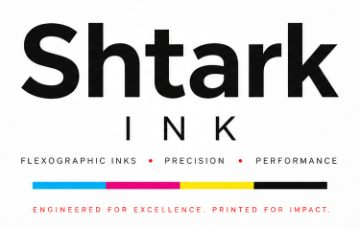 Shtark
INK
FLEXOGRAPHIC INKS • PRECISION • PERFORMANCE
ENGINEERED FOR EXCELLENCE. PRINTED FOR IMPACT.